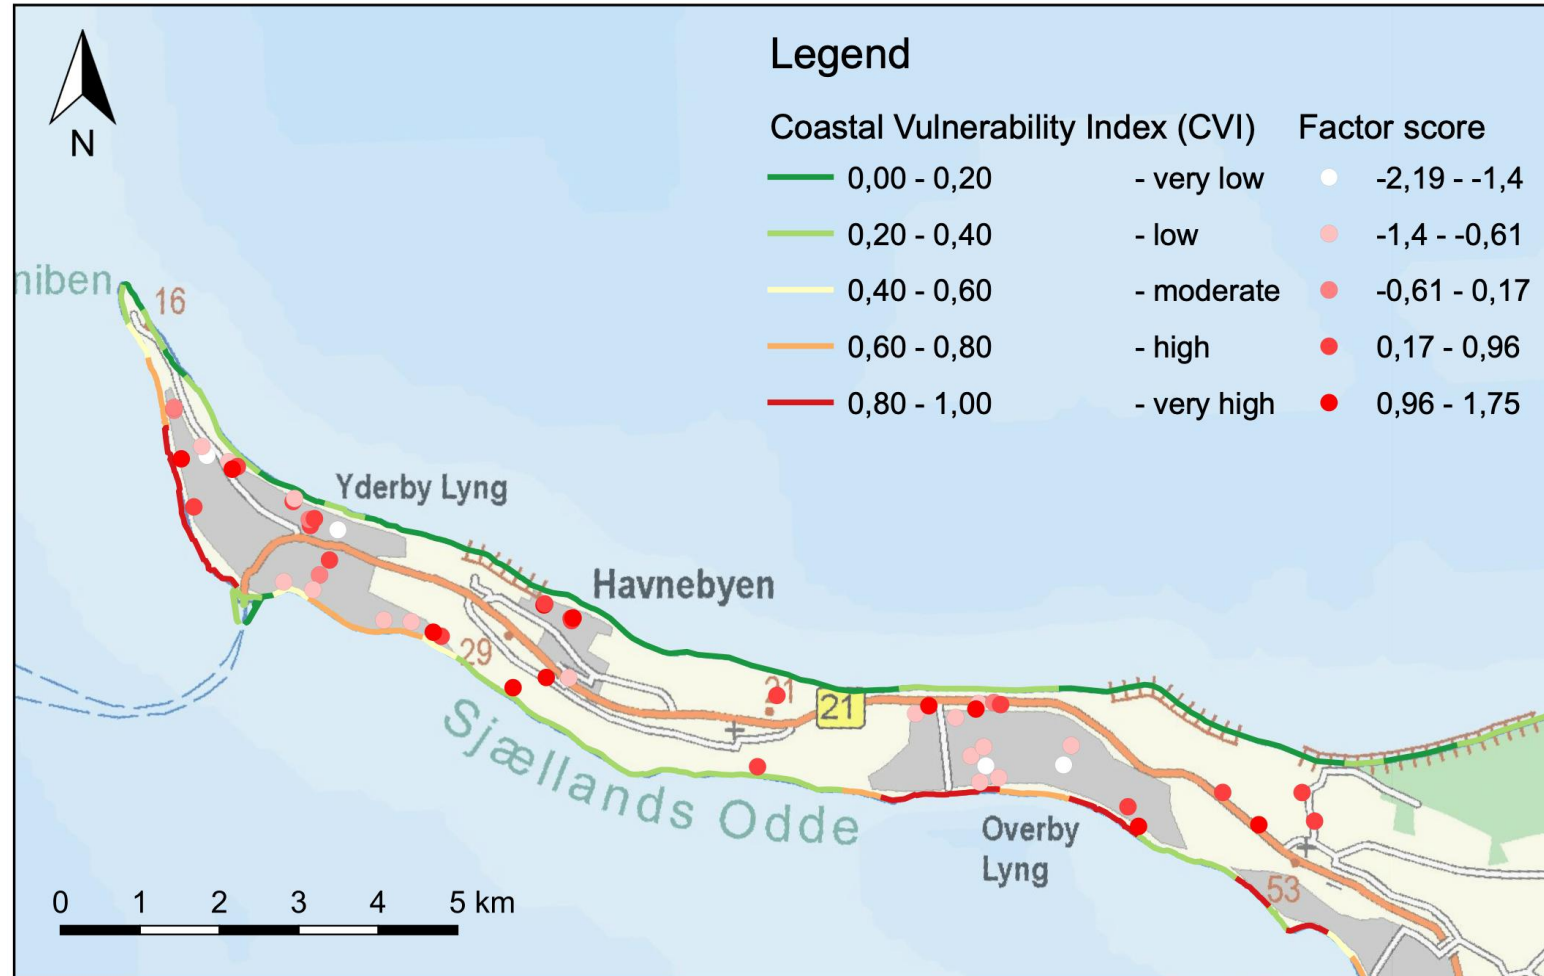 Legend
Coastal Vulnerability Index (CVI) Factor score
0,00 - 0,20 - very low -2,19 - -1,4
0,20 - 0,40 - low -1,4 - -0,61
0,40 - 0,60 - moderate -0,61 - 0,17
0,60 - 0,80 - high 0,17 - 0,96
0,80 - 1,00 - very high 0,96 - 1,75
N
niben
16
Yderby Lyng
Havnebyen
29
21
21
Sjællands Odde
Overby
Lyng
53
0 1 2 3 4 5 km